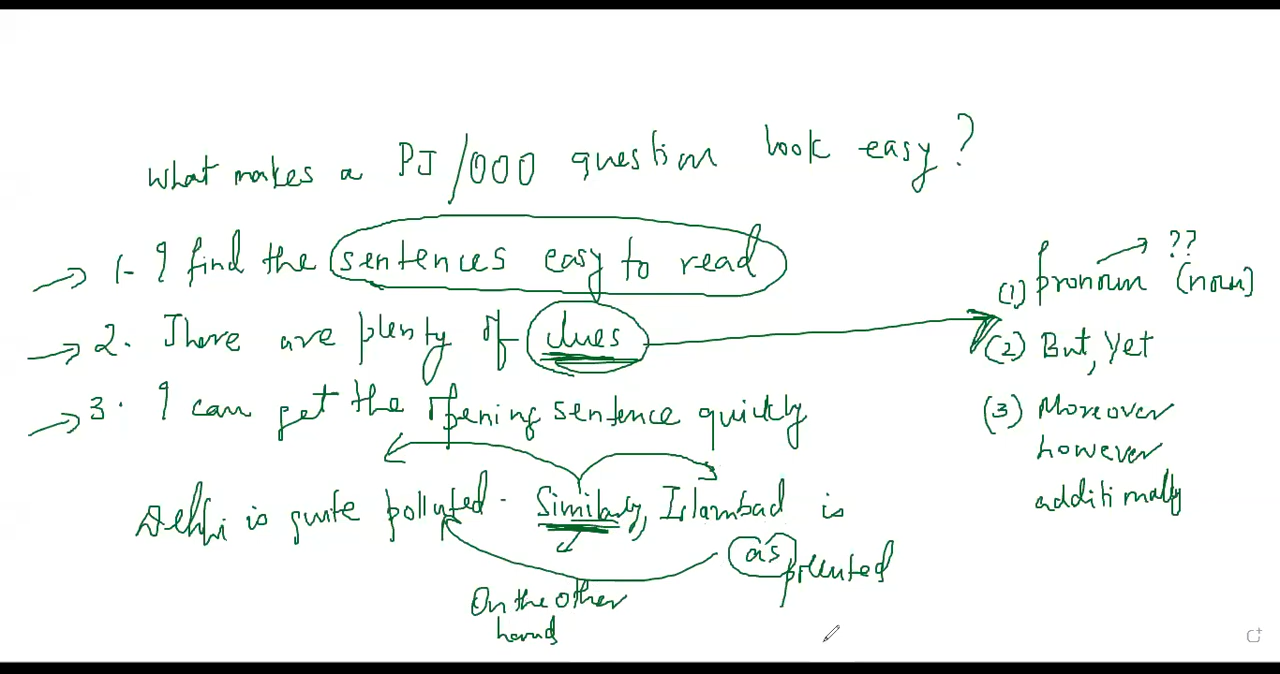 What makes a PJ/OOO question look easy?
1- I find the sentences easy to read
2. There are plenty of clues
3. I can get the opening sentence quickly
Delhi is quite polluted. Similarly, Islambad is
as polluted
On the other
hand
??
(1) pronoun (noun)
(2) But, Yet
(3) Moreover
however
additionally